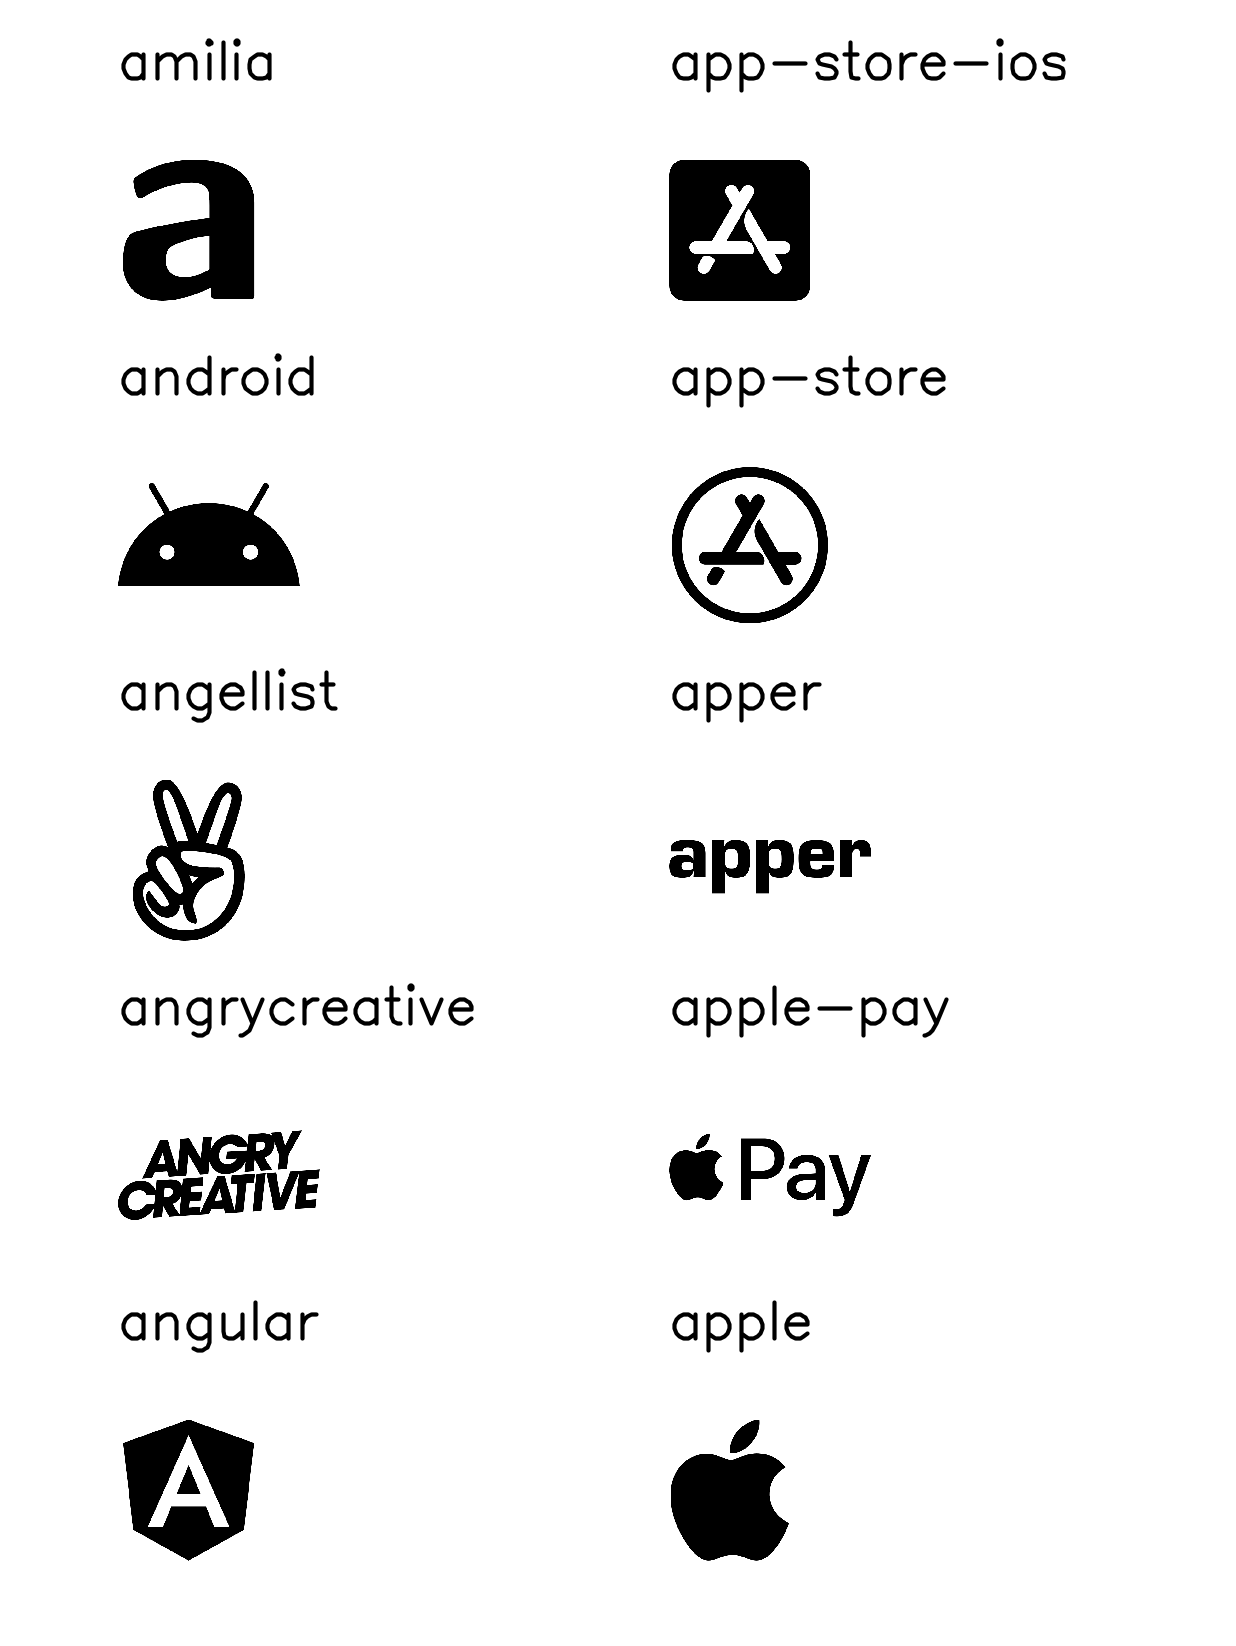 amilia
a
android
angellist
angrycreative
ANGRY
CREATIVE
angular
A
app-store-ios
app-store
apper
apper
apple-pay
Pay
apple